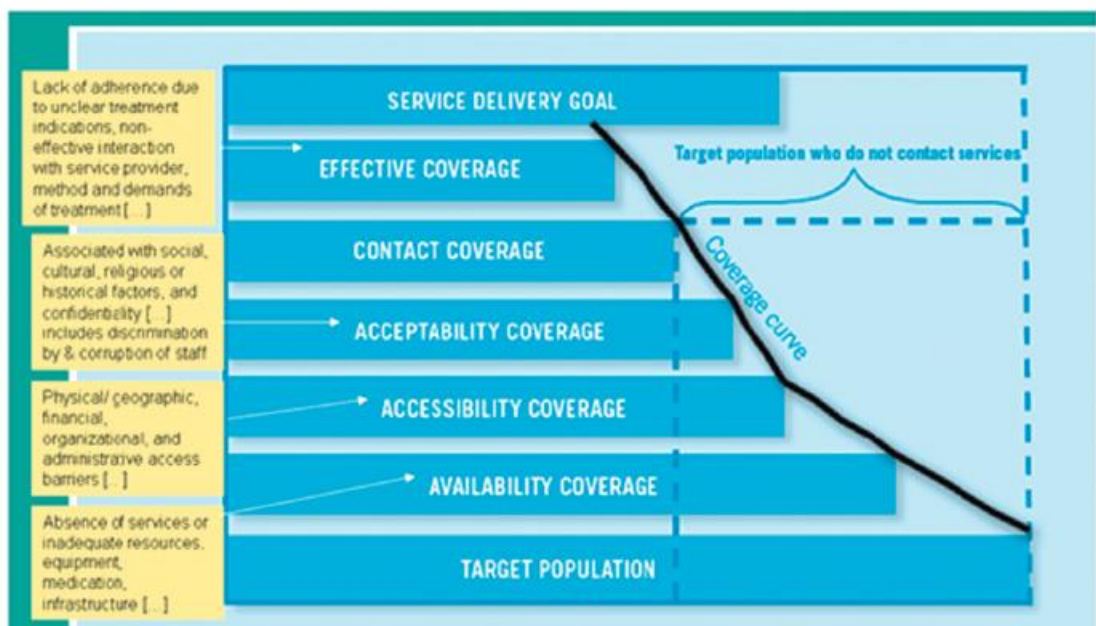 Lack of adherence due
to unclear treatment
indications, non-
effective interaction
with service provider,
method and demands
of treatment [...]
Associated with social,
cultural, religious or
historical factors, and
confidentiality [...]
includes discrimination
by & corruption of staff
Physical/ geographic,
financial,
organizational, and
administrative access
barriers [...]
Absence of services or
inadequate resources,
equipment,
medication,
infrastructure [...]
SERVICE DELIVERY GOAL
EFFECTIVE COVERAGE
CONTACT COVERAGE
ACCEPTABILITY COVERAGE
ACCESSIBILITY COVERAGE
AVAILABILITY COVERAGE
TARGET POPULATION
Target population who do not contact services
Coverage curve